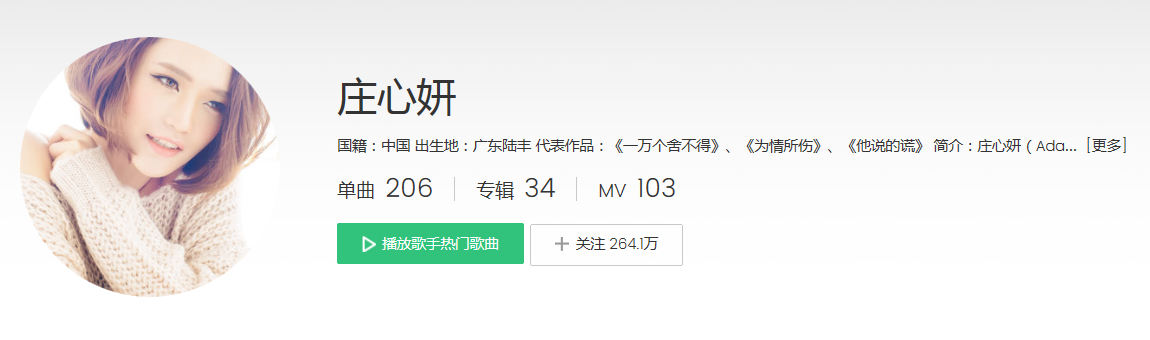 庄心妍
国籍：中国 出生地：广东陆丰 代表作品：《一万个舍不得》、《为情所伤》、《他说的谎》 简介：庄心妍（Ada... [更多]
单曲 206 专辑 34 MV 103
播放歌手热门歌曲 关注 264.1万